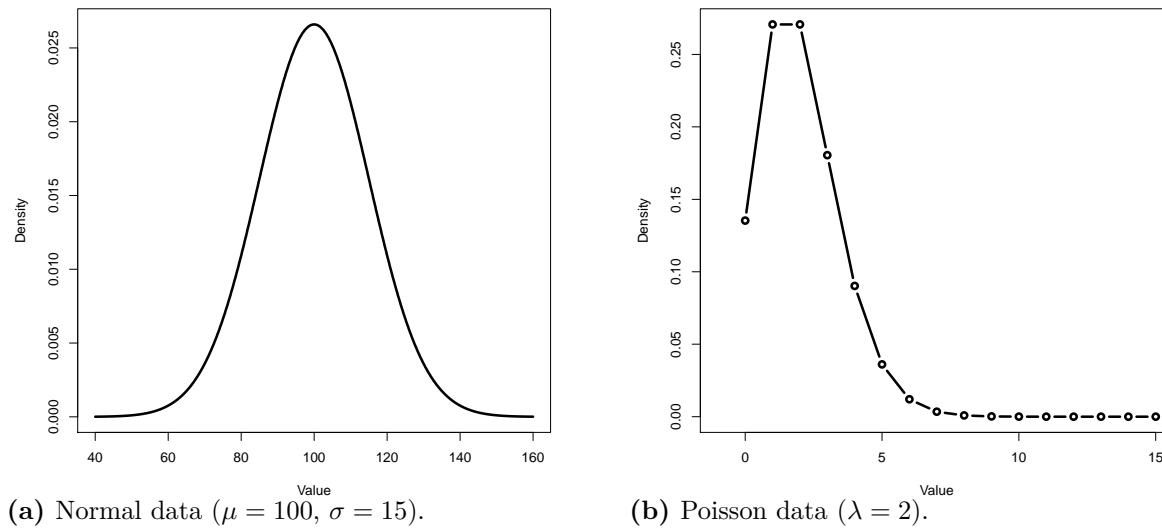 Density
0.000 0.005 0.010 0.015 0.020 0.025
40 60 80 100 120 140 160
Value
(a) Normal data (μ = 100, σ = 15).
Density
0.00 0.05 0.10 0.15 0.20 0.25
0 5 10 15
Value
(b) Poisson data (λ = 2).